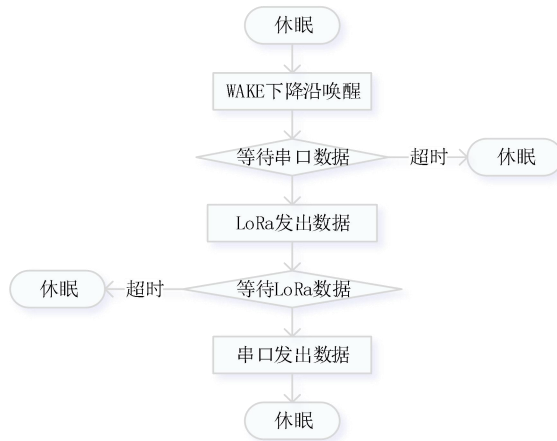 休眠
WAKE下降沿唤醒
等待串口数据
超时
休眠
LoRa发出数据
休眠
超时
等待LoRa数据
串口发出数据
休眠